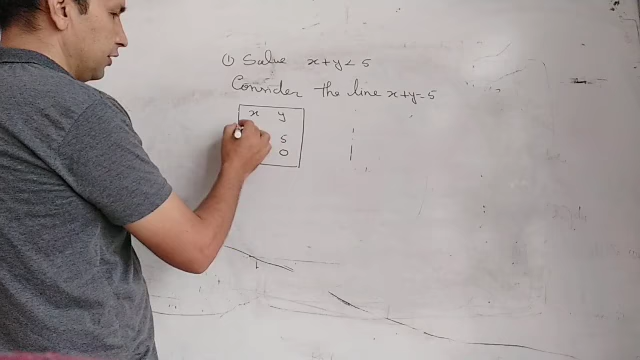 ① Solve x+y<5
Consider the line x+y=5
x y
5
0